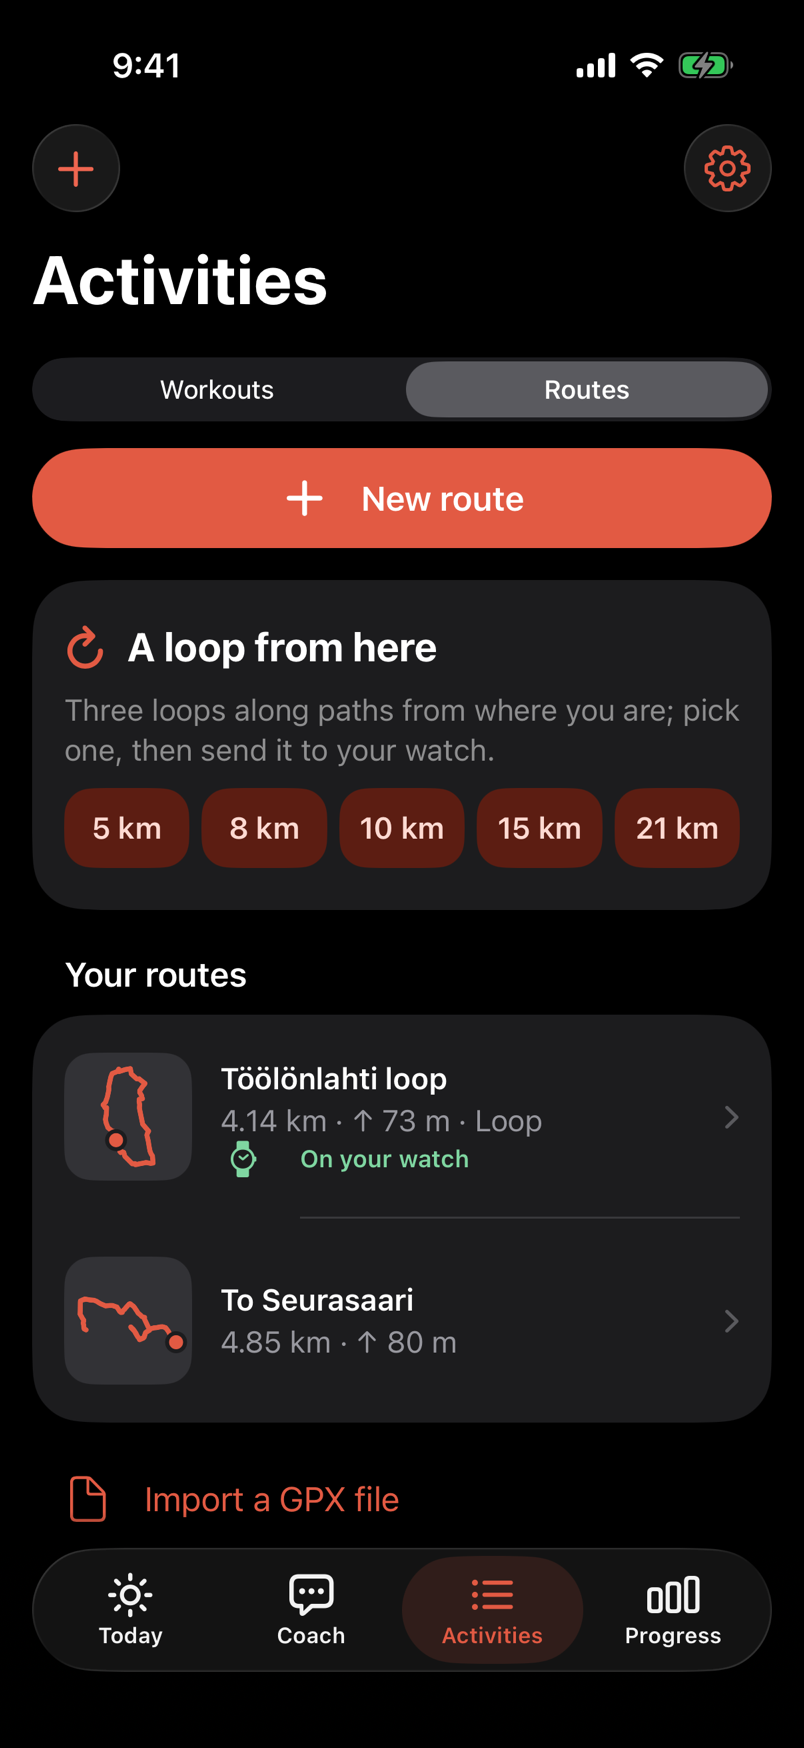 9:41
Activities
Workouts
Routes
New route
A loop from here
Three loops along paths from where you are; pick
one, then send it to your watch.
5 km
8 km
10 km
15 km
21 km
Your routes
Töölönlahti loop
4.14 km · ↑ 73 m · Loop
On your watch
To Seurasaari
4.85 km · ↑ 80 m
Import a GPX file
Today
Coach
Activities
Progress